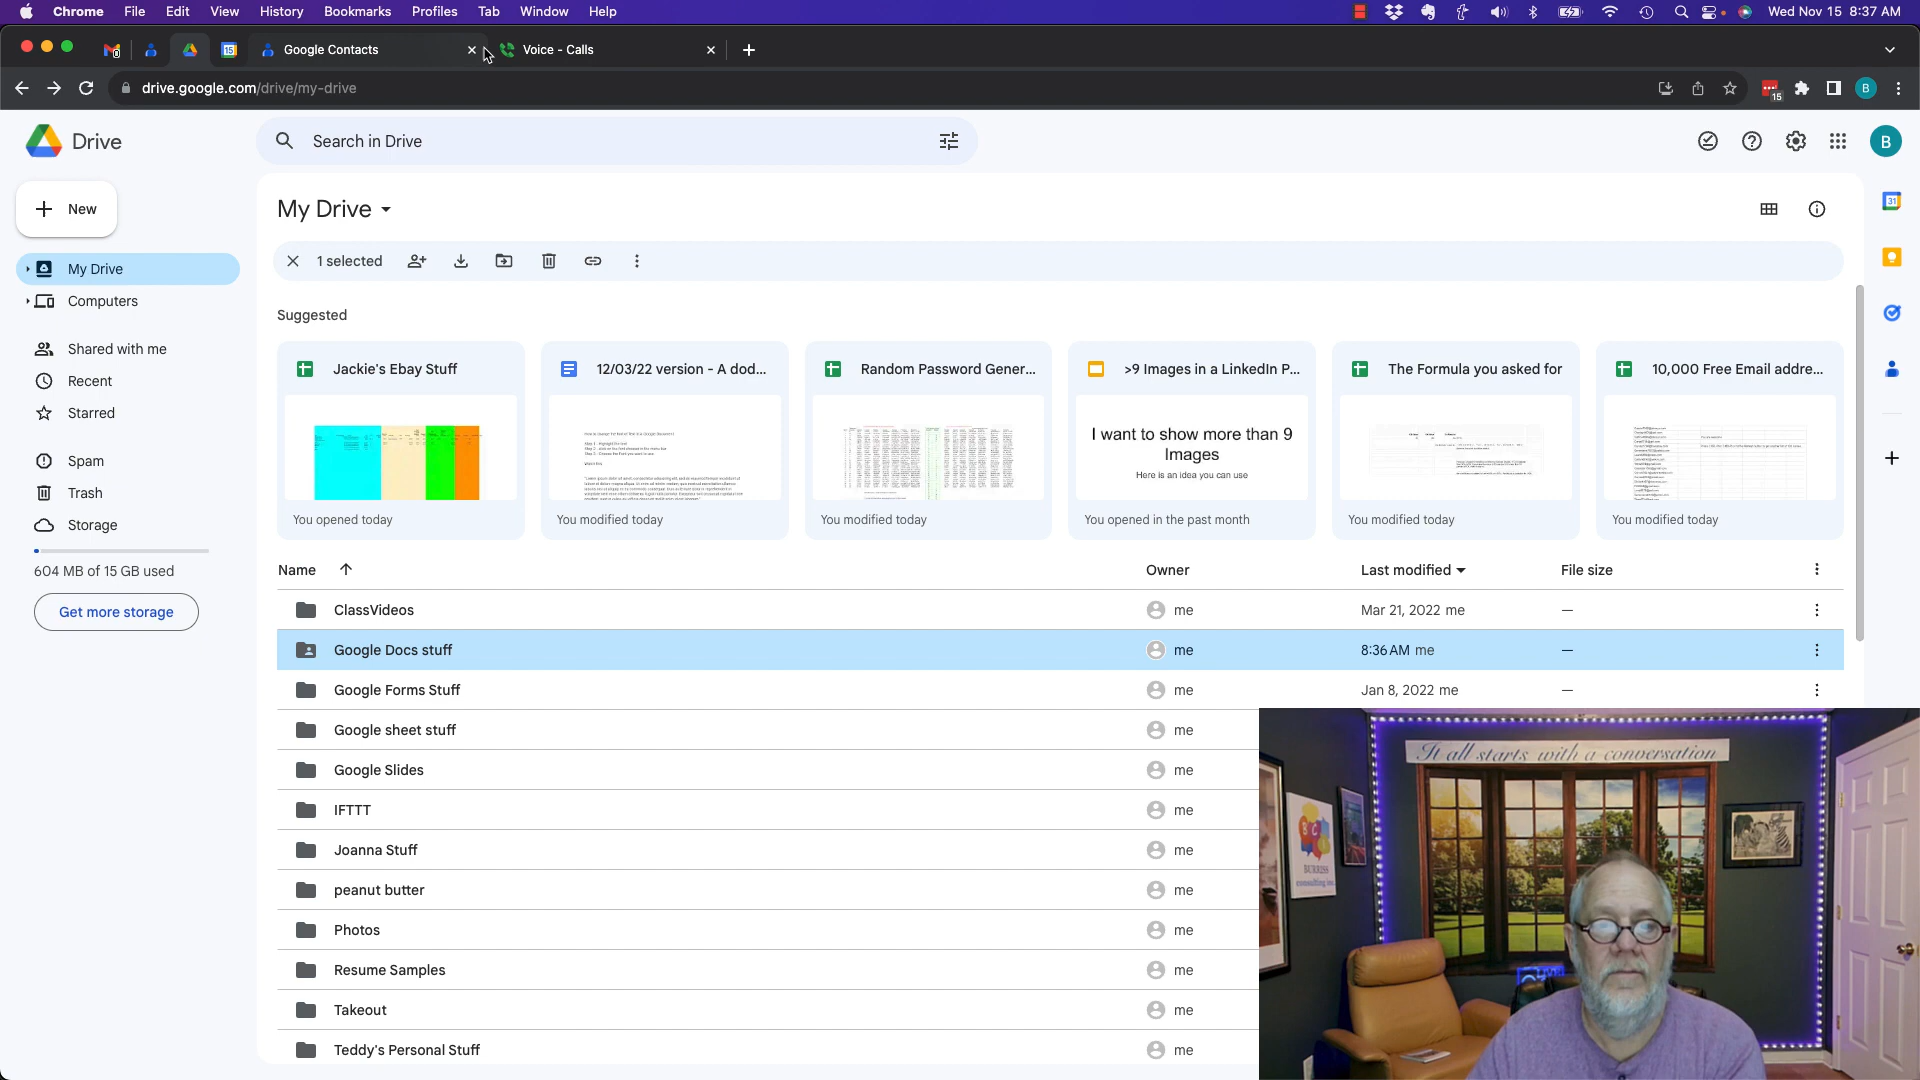 Chrome File Edit View History Bookmarks Profiles Tab Window Help
Wed Nov 15 8:37 AM
Google Contacts
Voice - Calls
drive.google.com/drive/my-drive
15
B
Drive
Search in Drive
B
New
My Drive
Computers
Shared with me
Recent
Starred
Spam
Trash
Storage
604 MB of 15 GB used
Get more storage
My Drive
1 selected
Suggested
Jackie's Ebay Stuff
You opened today
12/03/22 version - A dod...
You modified today
Random Password Gener...
You modified today
>9 Images in a LinkedIn P...
I want to show more than 9
Images
Here is an idea you can use
You opened in the past month
The Formula you asked for
You modified today
10,000 Free Email addre...
You modified today
Name Owner Last modified File size
ClassVideos me Mar 21, 2022 me —
Google Docs stuff me 8:36 AM me —
Google Forms Stuff me Jan 8, 2022 me —
Google sheet stuff me
Google Slides me
IFTTT me
Joanna Stuff me
peanut butter me
Photos me
Resume Samples me
Takeout me
Teddy's Personal Stuff me
It all starts with a conversation
B C
BURRISS
consulting inc.